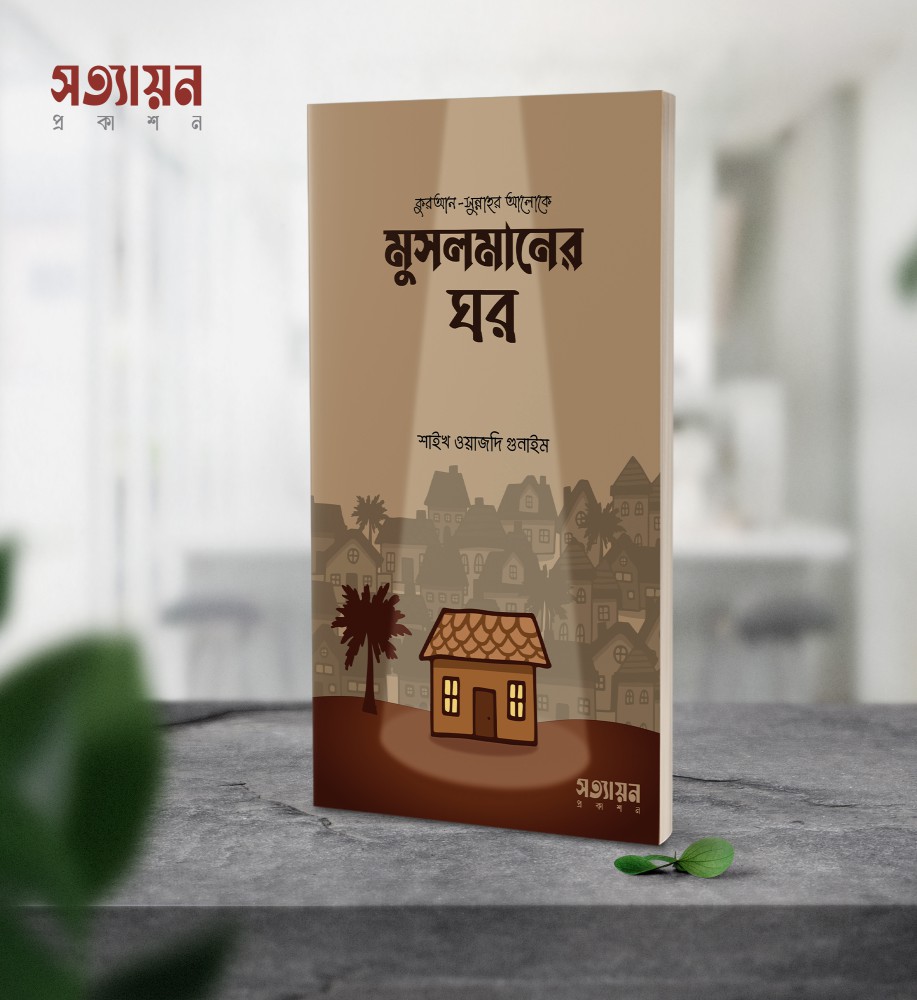 সত্যায়ন
প্রকাশন
কুরআন-সুন্নাহর আলোকে
মুসলমানের
ঘর
শাইখ ওয়াজদি গুনাইম
সত্যায়ন
প্রকাশন